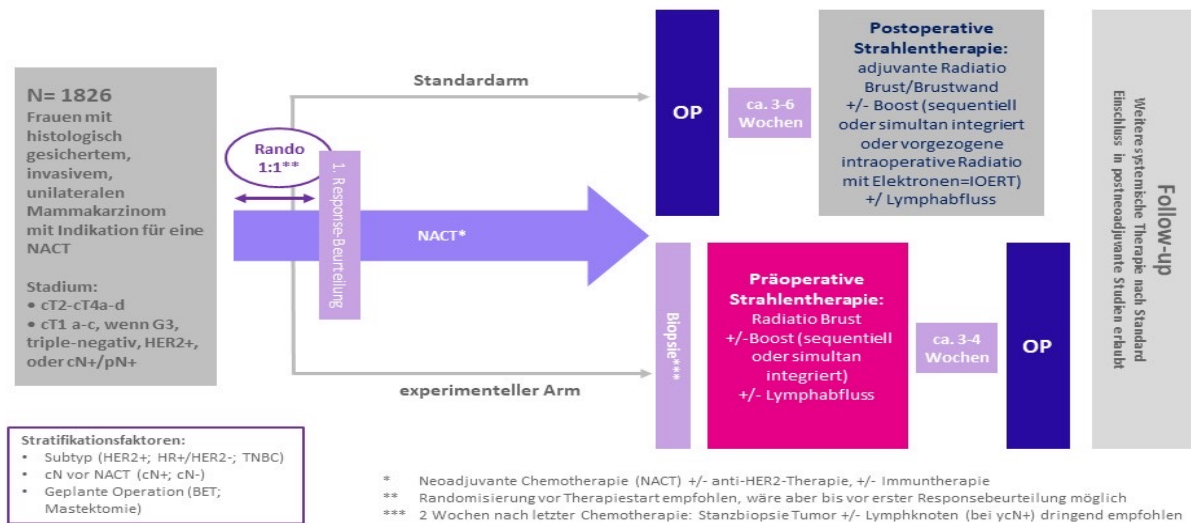 N= 1826
Frauen mit
histologisch
gesichertem,
invasivem,
unilateralen
Mammakarzinom
mit Indikation für eine
NACT
Stadium:
• cT2-cT4a-d
• cT1 a-c, wenn G3,
triple-negativ, HER2+,
oder cN+/pN+
Rando
1:1**
1. Response-Beurteilung
NACT*
Standardarm
OP
ca. 3-6
Wochen
Postoperative
Strahlentherapie:
adjuvante Radiatio
Brust/Brustwand
+/- Boost (sequentiell
oder simultan integriert
oder vorgezogene
intraoperative Radiatio
mit Elektronen=IOERT)
+/ Lymphabfluss
experimenteller Arm
Biopsie***
Präoperative
Strahlentherapie:
Radiatio Brust
+/-Boost (sequentiell
oder simultan
integriert)
+/- Lymphabfluss
ca. 3-4
Wochen
OP
Follow-up
Weitere systemische Therapie nach Standard
Einschluss in postneoadjuvante Studien erlaubt
Stratifikationsfaktoren:
• Subtyp (HER2+; HR+/HER2-; TNBC)
• cN vor NACT (cN+; cN-)
• Geplante Operation (BET;
Mastektomie)
* Neoadjuvante Chemotherapie (NACT) +/- anti-HER2-Therapie, +/- Immuntherapie
** Randomisierung vor Therapiestart empfohlen, wäre aber bis vor erster Responsebeurteilung möglich
*** 2 Wochen nach letzter Chemotherapie: Stanzbiopsie Tumor +/- Lymphknoten (bei ycN+) dringend empfohlen